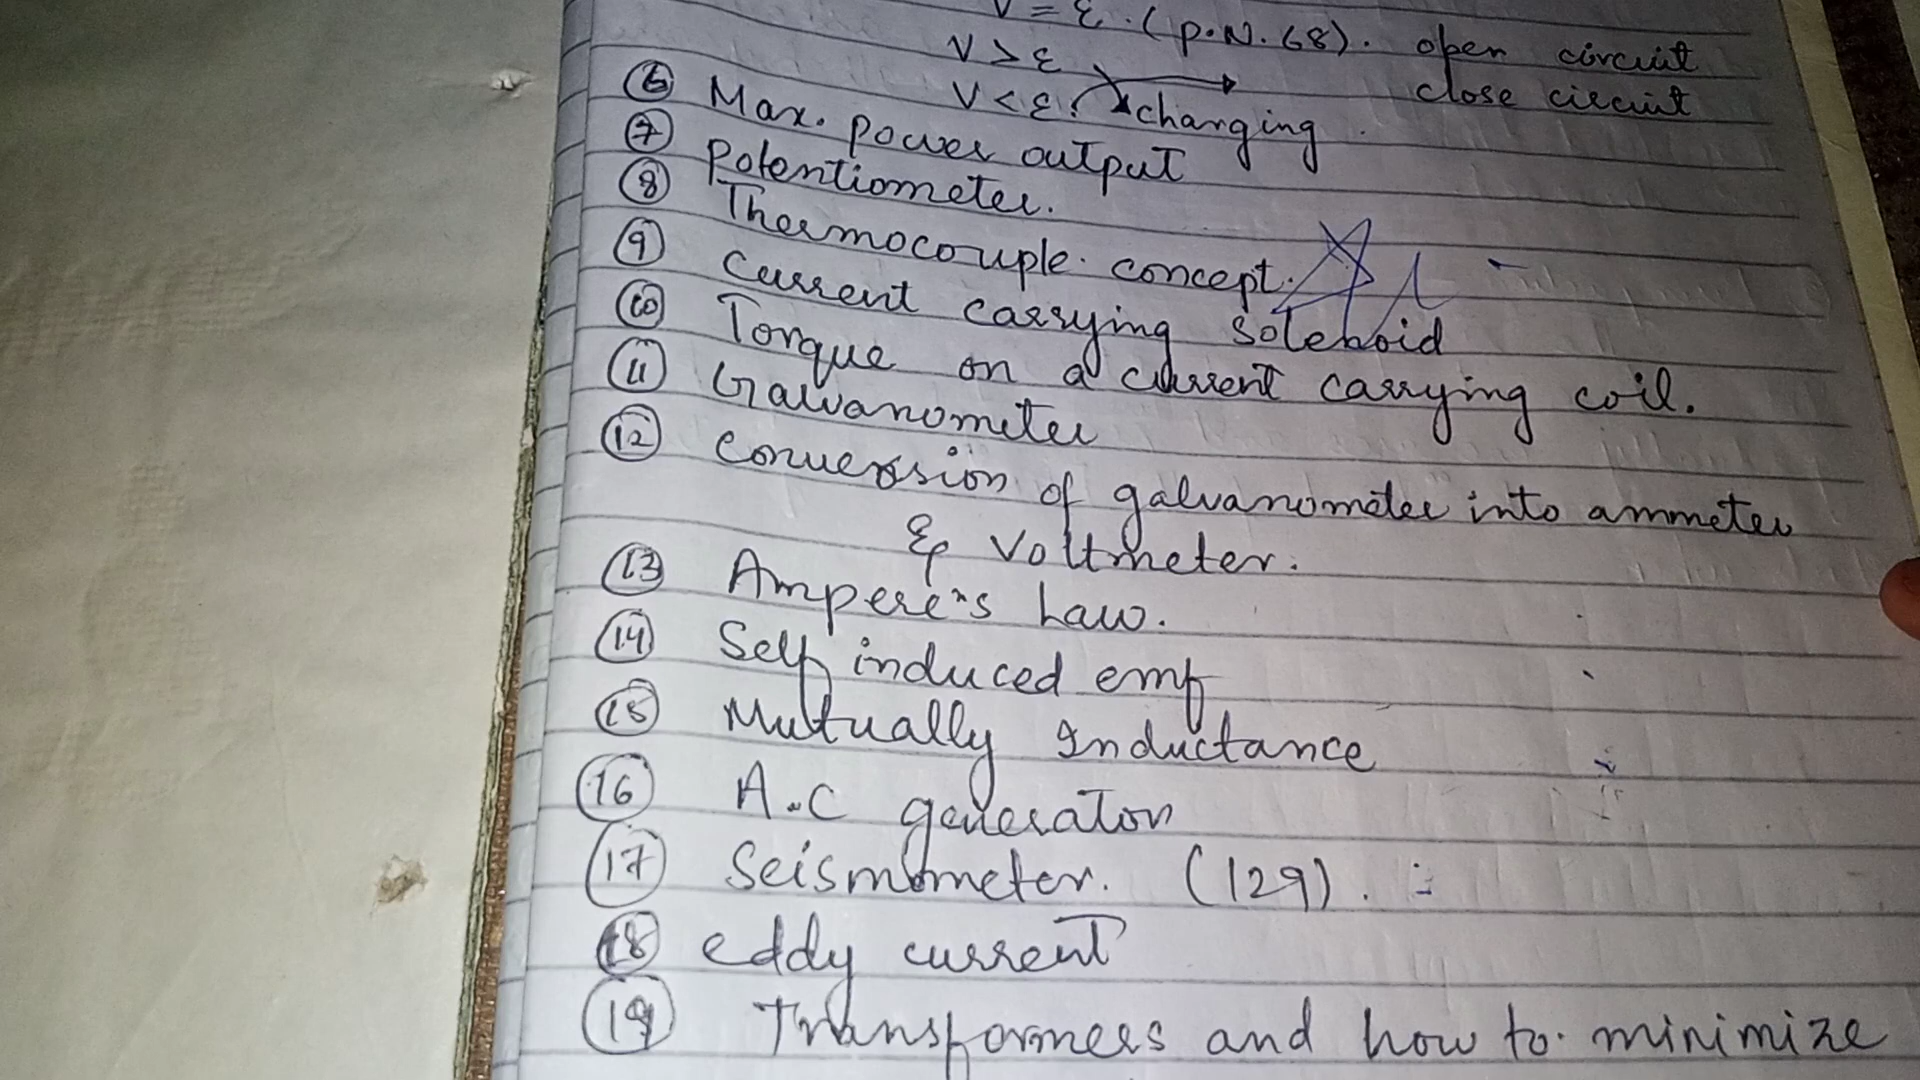 V = ε. (P.N. 68). open circuit
V > ε close circuit
V < ε. charging
⑥ Max. power output
⑦ Potentiometer.
⑧ Thermocouple concept.
⑨ Current carrying solenoid
⑩ Torque on a current carrying coil.
⑪ Galvanometer
⑫ Conversion of galvanometer into ammeter
& Voltmeter.
⑬ Ampere's Law.
⑭ Self induced emf
⑮ Mutually Inductance
⑯ A.C generator
⑰ Seismometer. (129).
⑱ eddy current
⑲ Transformers and how to minimize